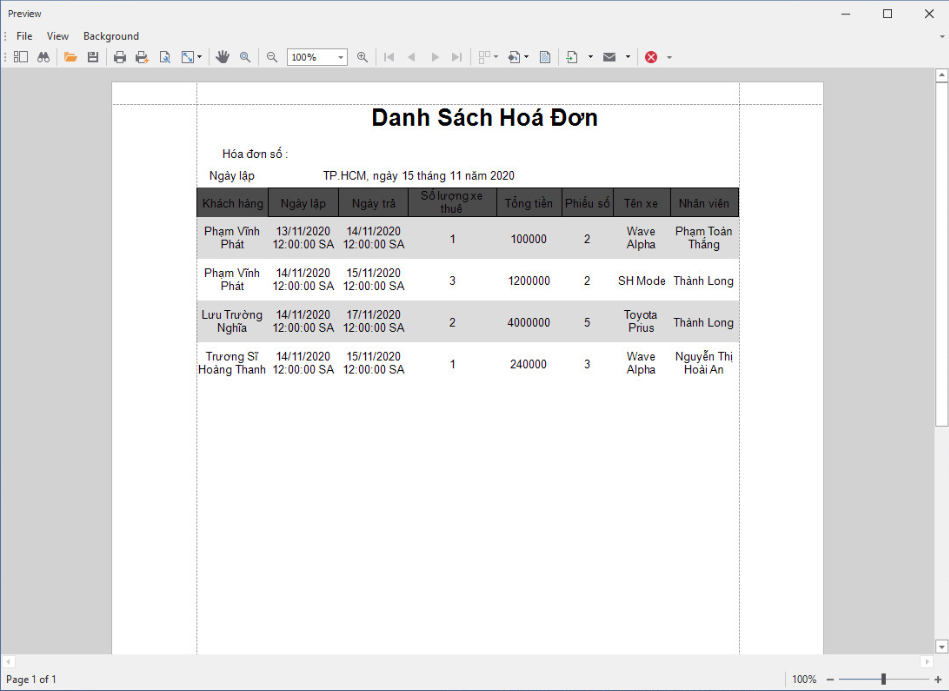 Preview
File View Background
100%
Danh Sách Hoá Đơn
Hóa đơn số :
Ngày lập TP.HCM, ngày 15 tháng 11 năm 2020
Khách hàng Ngày lập Ngày trả Số lượng xe thuế Tổng tiền Phiếu số Tên xe Nhân viên
Phạm Vĩnh Phát 13/11/2020 12:00:00 SA 14/11/2020 12:00:00 SA 1 100000 2 Wave Alpha Phạm Toàn Thắng
Phạm Vĩnh Phát 14/11/2020 12:00:00 SA 15/11/2020 12:00:00 SA 3 1200000 2 SH Mode Thành Long
Lưu Trường Nghĩa 14/11/2020 12:00:00 SA 17/11/2020 12:00:00 SA 2 4000000 5 Toyota Prius Thành Long
Trương Sĩ Hoàng Thanh 14/11/2020 12:00:00 SA 15/11/2020 12:00:00 SA 1 240000 3 Wave Alpha Nguyễn Thị Hoài An
Page 1 of 1 100%